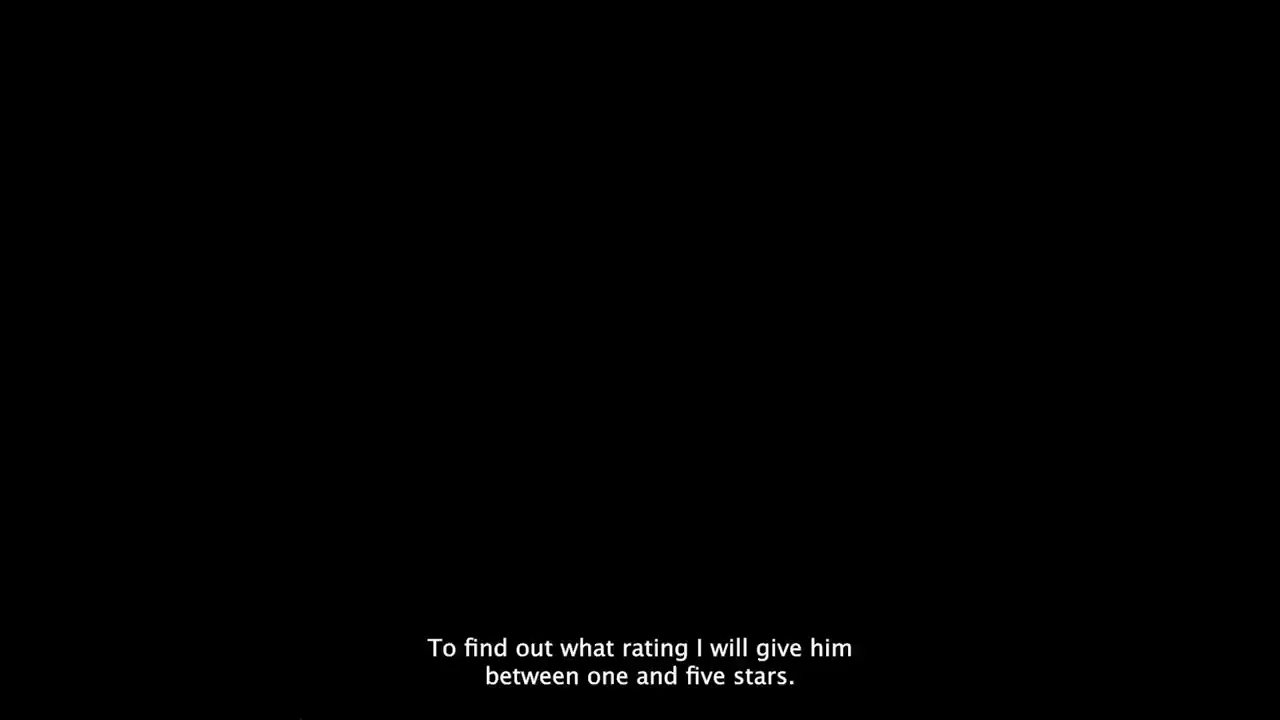 To find out what rating I will give him
between one and five stars.